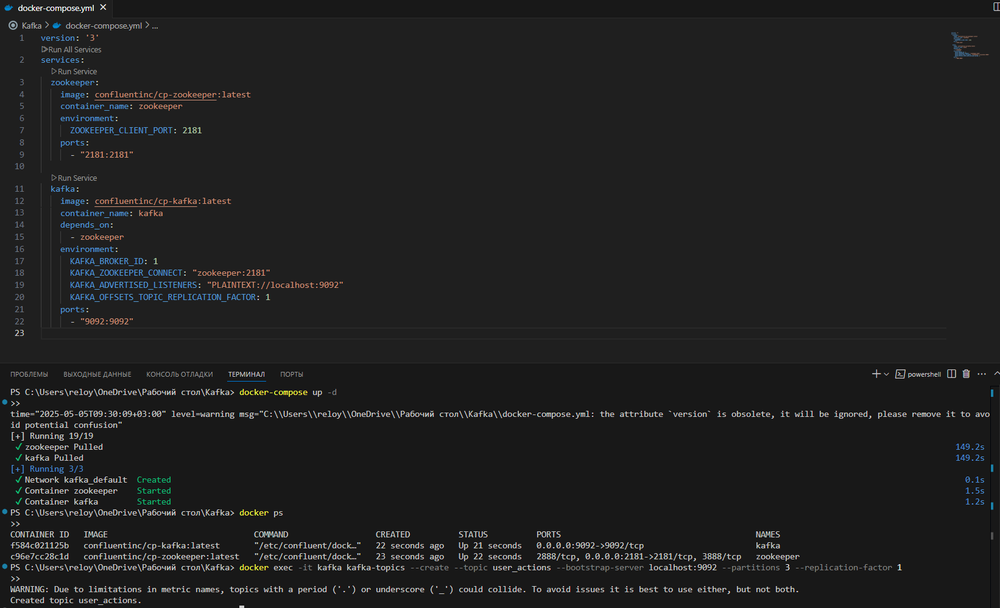 docker-compose.yml
Kafka > docker-compose.yml > ...
1 version: '3'
Run All Services
2 services:
Run Service
3 zookeeper:
4 image: confluentinc/cp-zookeeper:latest
5 container_name: zookeeper
6 environment:
7 ZOOKEEPER_CLIENT_PORT: 2181
8 ports:
9 - "2181:2181"
10
Run Service
11 kafka:
12 image: confluentinc/cp-kafka:latest
13 container_name: kafka
14 depends_on:
15 - zookeeper
16 environment:
17 KAFKA_BROKER_ID: 1
18 KAFKA_ZOOKEEPER_CONNECT: "zookeeper:2181"
19 KAFKA_ADVERTISED_LISTENERS: "PLAINTEXT://localhost:9092"
20 KAFKA_OFFSETS_TOPIC_REPLICATION_FACTOR: 1
21 ports:
22 - "9092:9092"
23
ПРОБЛЕМЫ ВЫХОДНЫЕ ДАННЫЕ КОНСОЛЬ ОТЛАДКИ ТЕРМИНАЛ ПОРТЫ powershell
PS C:\Users\reloy\OneDrive\Рабочий стол\Kafka> docker-compose up -d
>>
time="2025-05-05T09:30:09+03:00" level=warning msg="C:\\Users\\reloy\\OneDrive\\Рабочий стол\\Kafka\\docker-compose.yml: the attribute `version` is obsolete, it will be ignored, please remove it to avo
id potential confusion"
[+] Running 19/19
✓ zookeeper Pulled 149.2s
✓ kafka Pulled 149.2s
[+] Running 3/3
✓ Network kafka_default Created 0.1s
✓ Container zookeeper Started 1.5s
✓ Container kafka Started 1.2s
PS C:\Users\reloy\OneDrive\Рабочий стол\Kafka> docker ps
>>
CONTAINER ID IMAGE COMMAND CREATED STATUS PORTS NAMES
f584c021125b confluentinc/cp-kafka:latest "/etc/confluent/dock…" 22 seconds ago Up 21 seconds 0.0.0.0:9092->9092/tcp kafka
c96e7cc28c1d confluentinc/cp-zookeeper:latest "/etc/confluent/dock…" 23 seconds ago Up 22 seconds 2888/tcp, 0.0.0.0:2181->2181/tcp, 3888/tcp zookeeper
PS C:\Users\reloy\OneDrive\Рабочий стол\Kafka> docker exec -it kafka kafka-topics --create --topic user_actions --bootstrap-server localhost:9092 --partitions 3 --replication-factor 1
>>
WARNING: Due to limitations in metric names, topics with a period ('.') or underscore ('_') could collide. To avoid issues it is best to use either, but not both.
Created topic user_actions.